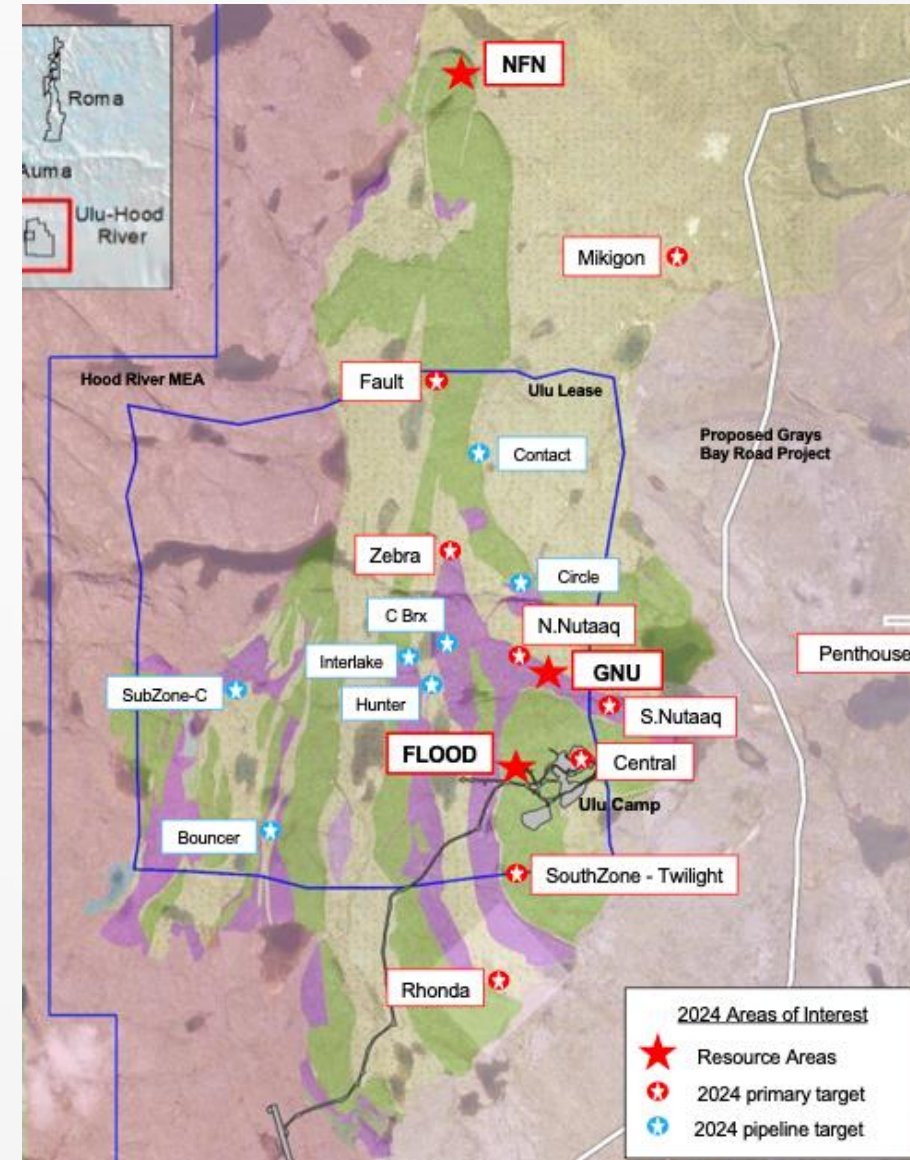 NFN
Roma
Auma
Ulu-Hood
River
Mikigon
Hood River MEA
Fault
Ulu Lease
Proposed Grays
Bay Road Project
Contact
Zebra
Circle
C Brx
N.Nutaaq
Interlake
GNU
Penthouse
SubZone-C
Hunter
S.Nutaaq
FLOOD
Central
Ulu Camp
Bouncer
SouthZone - Twilight
Rhonda
2024 Areas of Interest
Resource Areas
2024 primary target
2024 pipeline target